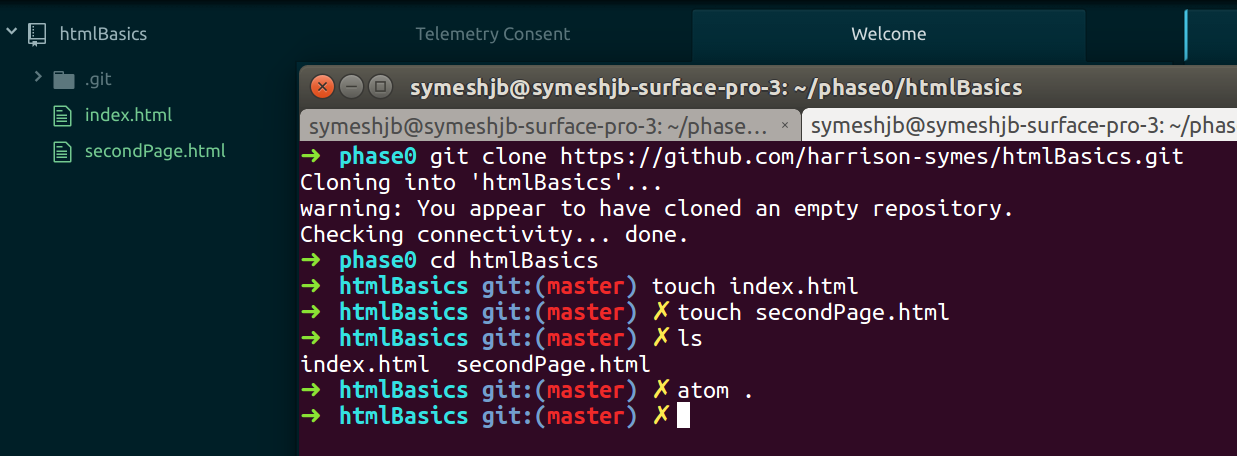 htmlBasics
Telemetry Consent
Welcome
.git
index.html
secondPage.html
symeshjb@symeshjb-surface-pro-3: ~/phase0/htmlBasics
symeshjb@symeshjb-surface-pro-3: ~/phase... ×
symeshjb@symeshjb-surface-pro-3: ~/phas
➜ phase0 git clone https://github.com/harrison-symes/htmlBasics.git
Cloning into 'htmlBasics'...
warning: You appear to have cloned an empty repository.
Checking connectivity... done.
➜ phase0 cd htmlBasics
➜ htmlBasics git:(master) touch index.html
➜ htmlBasics git:(master) ✗ touch secondPage.html
➜ htmlBasics git:(master) ✗ ls
index.html secondPage.html
➜ htmlBasics git:(master) ✗ atom .
➜ htmlBasics git:(master) ✗